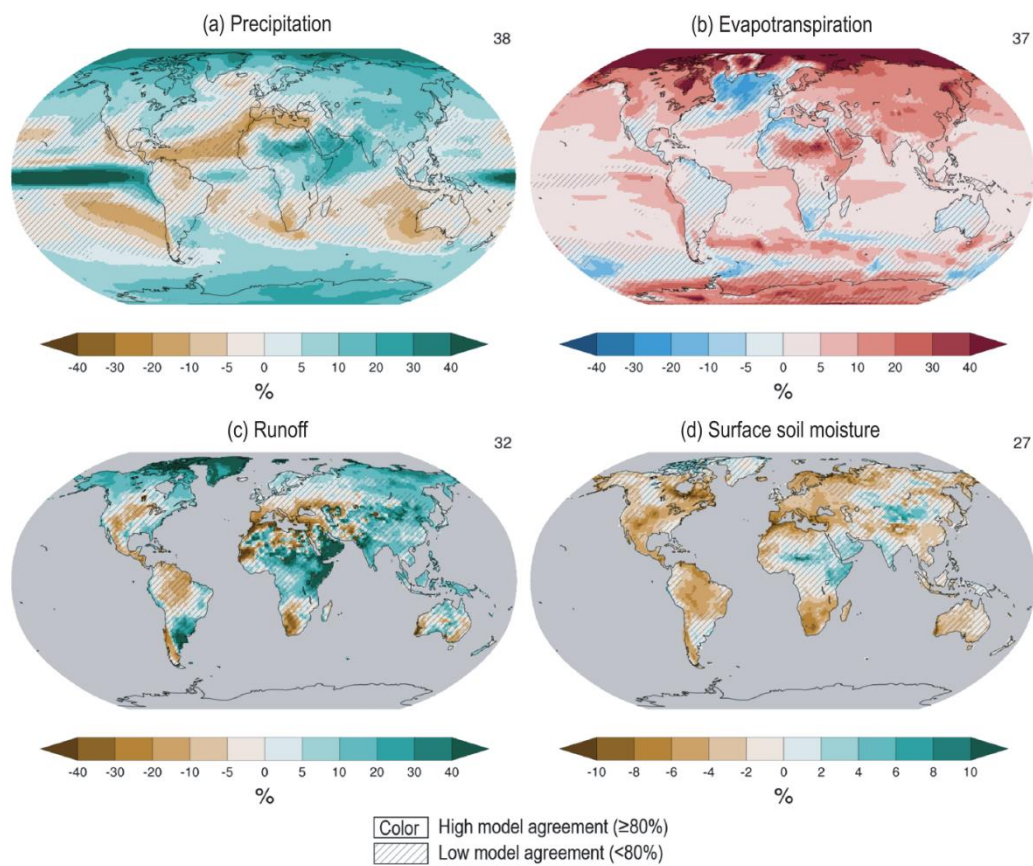 (a) Precipitation
38
(b) Evapotranspiration
37
-40 -30 -20 -10 -5 0 5 10 20 30 40
%
-40 -30 -20 -10 -5 0 5 10 20 30 40
%
(c) Runoff
32
(d) Surface soil moisture
27
-40 -30 -20 -10 -5 0 5 10 20 30 40
%
-10 -8 -6 -4 -2 0 2 4 6 8 10
%
Color High model agreement (≥80%)
Low model agreement (<80%)